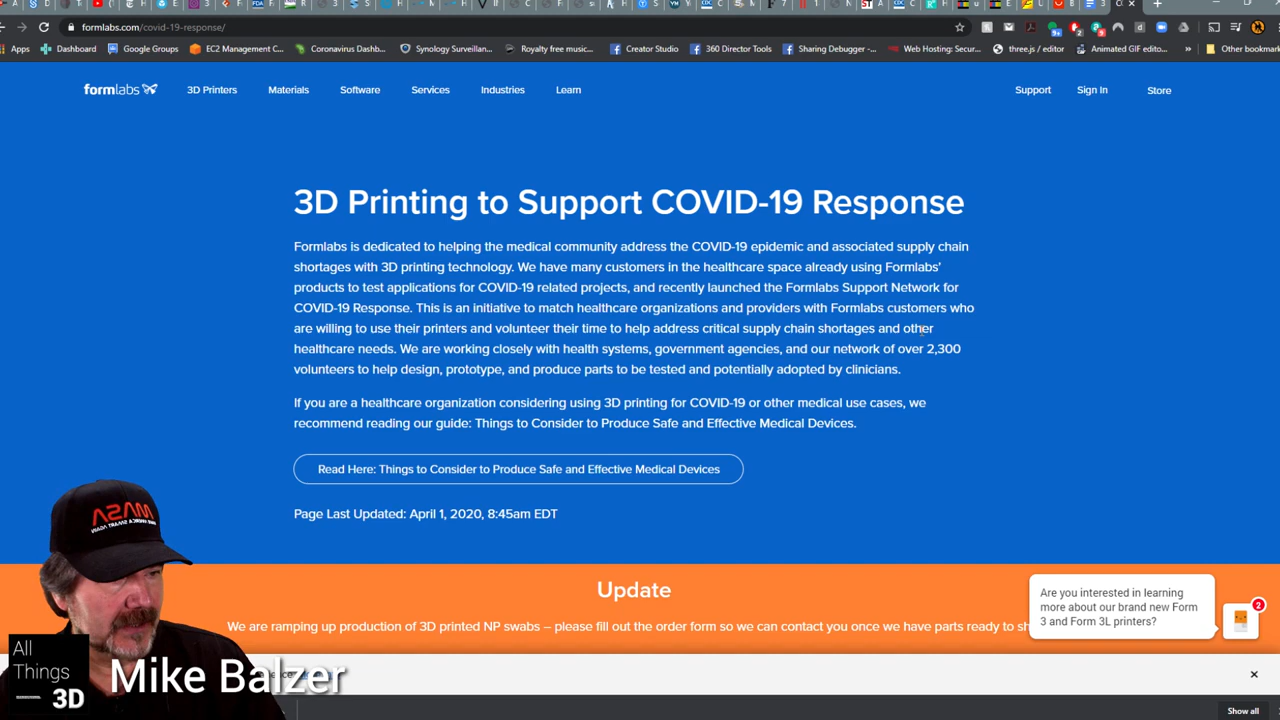 formlabs.com/covid-19-response/
Apps
Dashboard
Google Groups
EC2 Management C...
Coronavirus Dashb...
Synology Surveillan...
Royalty free music...
Creator Studio
360 Director Tools
Sharing Debugger -...
Web Hosting: Secur...
three.js / editor
Animated GIF edito...
»
Other bookmar
formlabs
3D Printers
Materials
Software
Services
Industries
Learn
Support
Sign In
Store
3D Printing to Support COVID-19 Response
Formlabs is dedicated to helping the medical community address the COVID-19 epidemic and associated supply chain
shortages with 3D printing technology. We have many customers in the healthcare space already using Formlabs’
products to test applications for COVID-19 related projects, and recently launched the Formlabs Support Network for
COVID-19 Response. This is an initiative to match healthcare organizations and providers with Formlabs customers who
are willing to use their printers and volunteer their time to help address critical supply chain shortages and other
healthcare needs. We are working closely with health systems, government agencies, and our network of over 2,300
volunteers to help design, prototype, and produce parts to be tested and potentially adopted by clinicians.
If you are a healthcare organization considering using 3D printing for COVID-19 or other medical use cases, we
recommend reading our guide: Things to Consider to Produce Safe and Effective Medical Devices.
Read Here: Things to Consider to Produce Safe and Effective Medical Devices
Page Last Updated: April 1, 2020, 8:45am EDT
Update
We are ramping up production of 3D printed NP swabs – please fill out the order form so we can contact you once we have parts ready to sh
Are you interested in learning
more about our brand new Form
3 and Form 3L printers?
2
MASA
All
Things
3D
Mike Balzer
Show all